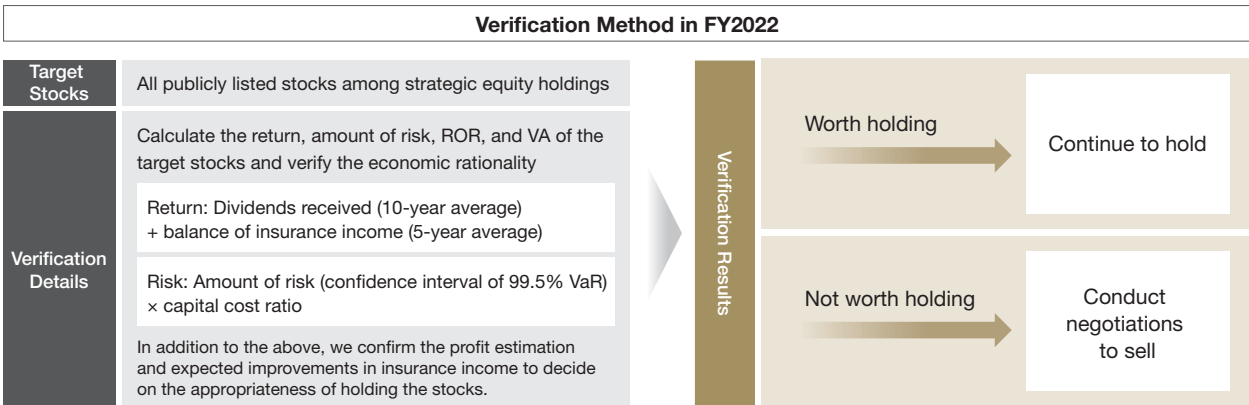 Verification Method in FY2022
Target
Stocks
All publicly listed stocks among strategic equity holdings
Verification
Details
Calculate the return, amount of risk, ROR, and VA of the
target stocks and verify the economic rationality
Return: Dividends received (10-year average)
+ balance of insurance income (5-year average)
Risk: Amount of risk (confidence interval of 99.5% VaR)
× capital cost ratio
In addition to the above, we confirm the profit estimation
and expected improvements in insurance income to decide
on the appropriateness of holding the stocks.
Verification Results
Worth holding
Continue to hold
Not worth holding
Conduct
negotiations
to sell